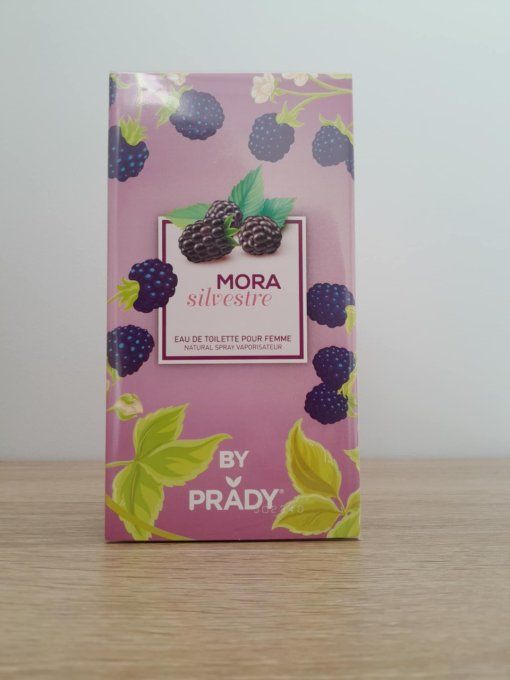 MORA
silvestre
EAU DE TOILETTE POUR FEMME
NATURAL SPRAY VAPORISATEUR
BY
PRADY®